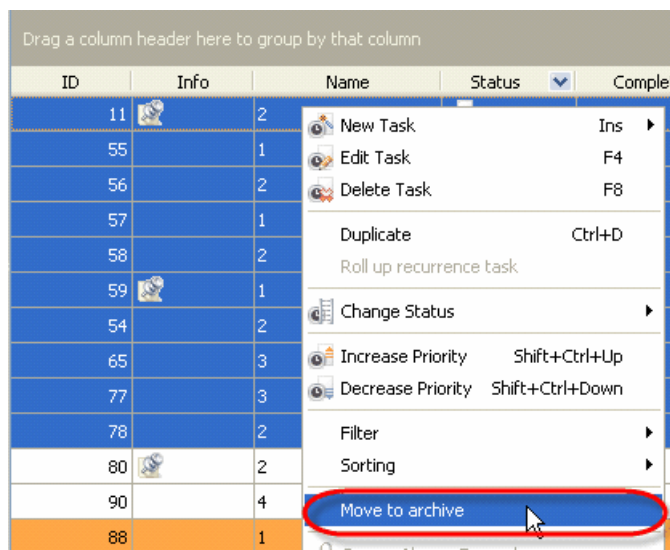 Drag a column header here to group by that column
ID Info Name Status Comple
11 2
55 1
56 2
57 1
58 2
59 1
54 2
65 3
77 3
78 2
80 2
90 4
88 1
New Task Ins
Edit Task F4
Delete Task F8
Duplicate Ctrl+D
Roll up recurrence task
Change Status
Increase Priority Shift+Ctrl+Up
Decrease Priority Shift+Ctrl+Down
Filter
Sorting
Move to archive